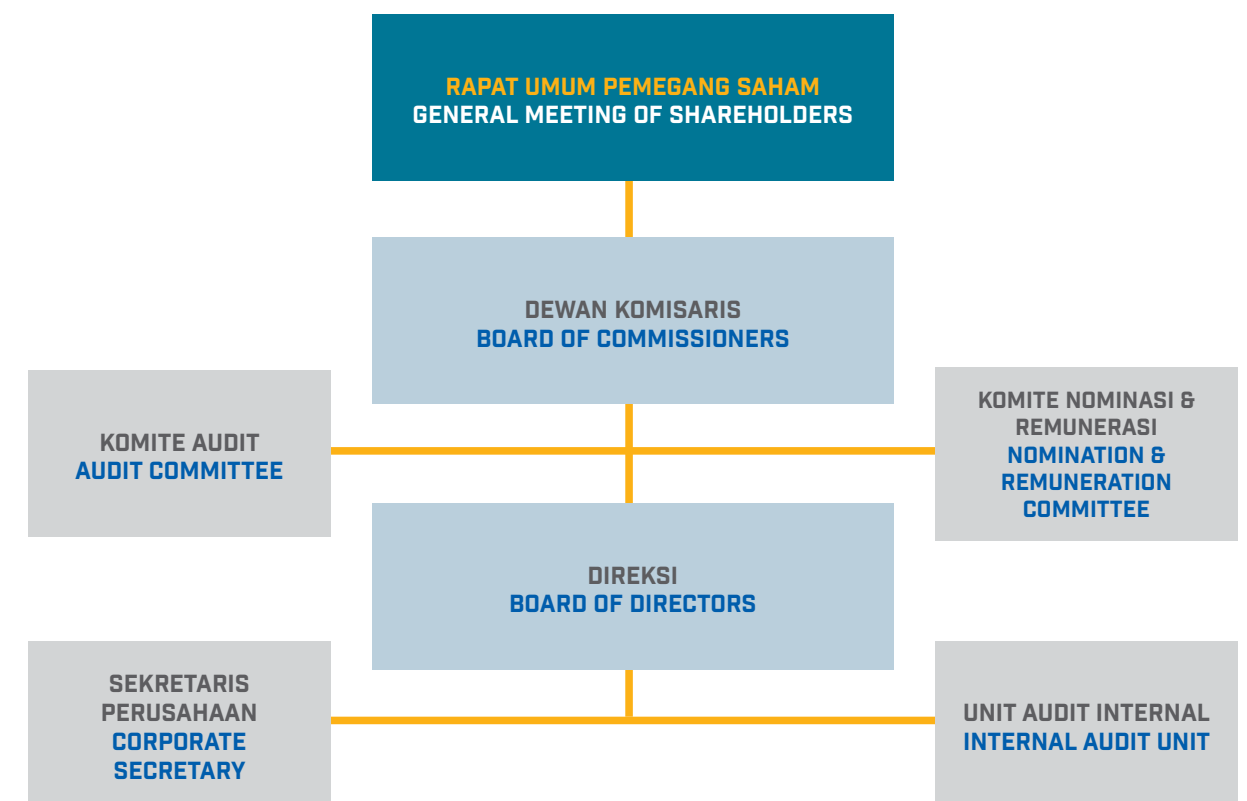 RAPAT UMUM PEMEGANG SAHAM
GENERAL MEETING OF SHAREHOLDERS
DEWAN KOMISARIS
BOARD OF COMMISSIONERS
KOMITE AUDIT
AUDIT COMMITTEE
KOMITE NOMINASI &
REMUNERASI
NOMINATION &
REMUNERATION
COMMITTEE
DIREKSI
BOARD OF DIRECTORS
SEKRETARIS
PERUSAHAAN
CORPORATE
SECRETARY
UNIT AUDIT INTERNAL
INTERNAL AUDIT UNIT